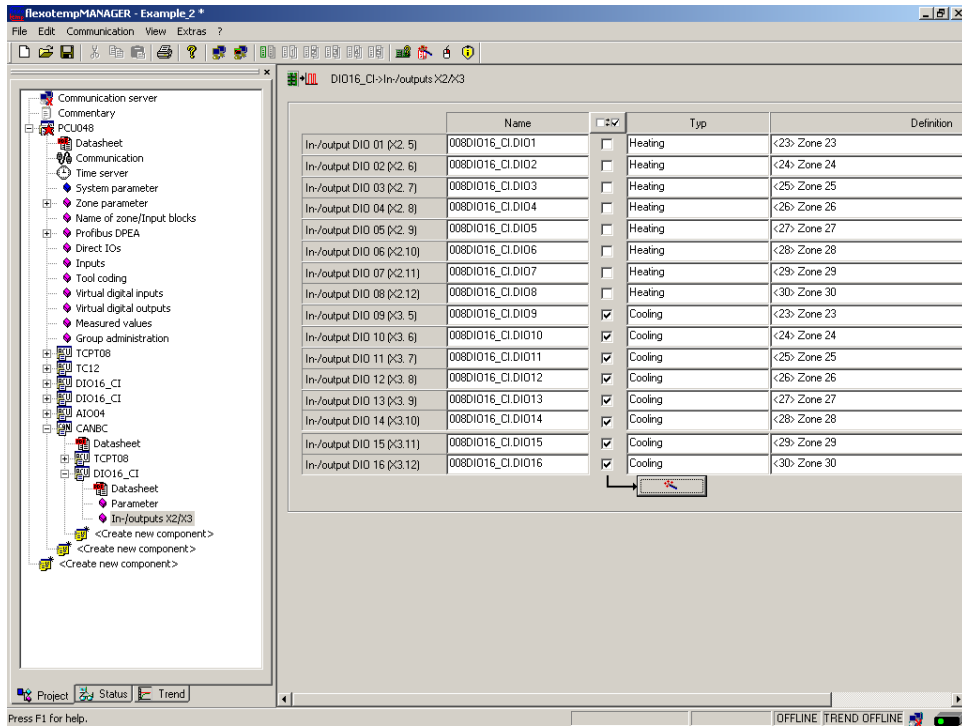 flexotempMANAGER - Example_2 *
File Edit Communication View Extras ?
DIO16_CI->In-/outputs X2/X3
Communication server
Commentary
PCU048
Datasheet
Communication
Time server
System parameter
Zone parameter
Name of zone/Input blocks
Profibus DPEA
Direct IOs
Inputs
Tool coding
Virtual digital inputs
Virtual digital outputs
Measured values
Group administration
TCPT08
TC12
DIO16_CI
DIO16_CI
AIO04
CANBC
Datasheet
TCPT08
DIO16_CI
Datasheet
Parameter
In-/outputs X2/X3
<Create new component>
<Create new component>
<Create new component>
Name Typ Definition
In-/output DIO 01 (X2. 5) 008DIO16_CI.DIO1 Heating <23> Zone 23
In-/output DIO 02 (X2. 6) 008DIO16_CI.DIO2 Heating <24> Zone 24
In-/output DIO 03 (X2. 7) 008DIO16_CI.DIO3 Heating <25> Zone 25
In-/output DIO 04 (X2. 8) 008DIO16_CI.DIO4 Heating <26> Zone 26
In-/output DIO 05 (X2. 9) 008DIO16_CI.DIO5 Heating <27> Zone 27
In-/output DIO 06 (X2.10) 008DIO16_CI.DIO6 Heating <28> Zone 28
In-/output DIO 07 (X2.11) 008DIO16_CI.DIO7 Heating <29> Zone 29
In-/output DIO 08 (X2.12) 008DIO16_CI.DIO8 Heating <30> Zone 30
In-/output DIO 09 (X3. 5) 008DIO16_CI.DIO9 Cooling <23> Zone 23
In-/output DIO 10 (X3. 6) 008DIO16_CI.DIO10 Cooling <24> Zone 24
In-/output DIO 11 (X3. 7) 008DIO16_CI.DIO11 Cooling <25> Zone 25
In-/output DIO 12 (X3. 8) 008DIO16_CI.DIO12 Cooling <26> Zone 26
In-/output DIO 13 (X3. 9) 008DIO16_CI.DIO13 Cooling <27> Zone 27
In-/output DIO 14 (X3.10) 008DIO16_CI.DIO14 Cooling <28> Zone 28
In-/output DIO 15 (X3.11) 008DIO16_CI.DIO15 Cooling <29> Zone 29
In-/output DIO 16 (X3.12) 008DIO16_CI.DIO16 Cooling <30> Zone 30
Project Status Trend
Press F1 for help. OFFLINE TREND OFFLINE